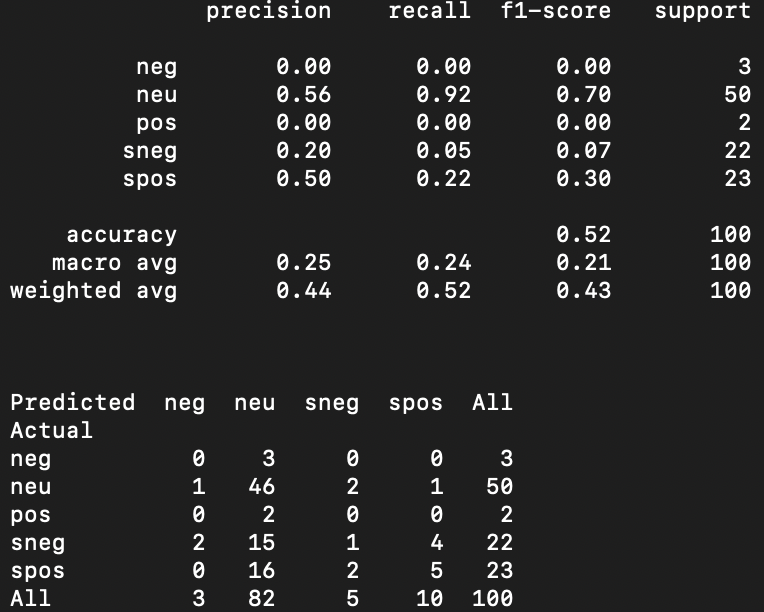 precision recall f1-score support
neg 0.00 0.00 0.00 3
neu 0.56 0.92 0.70 50
pos 0.00 0.00 0.00 2
sneg 0.20 0.05 0.07 22
spos 0.50 0.22 0.30 23
accuracy 0.52 100
macro avg 0.25 0.24 0.21 100
weighted avg 0.44 0.52 0.43 100
Predicted neg neu sneg spos All
Actual
neg 0 3 0 0 3
neu 1 46 2 1 50
pos 0 2 0 0 2
sneg 2 15 1 4 22
spos 0 16 2 5 23
All 3 82 5 10 100